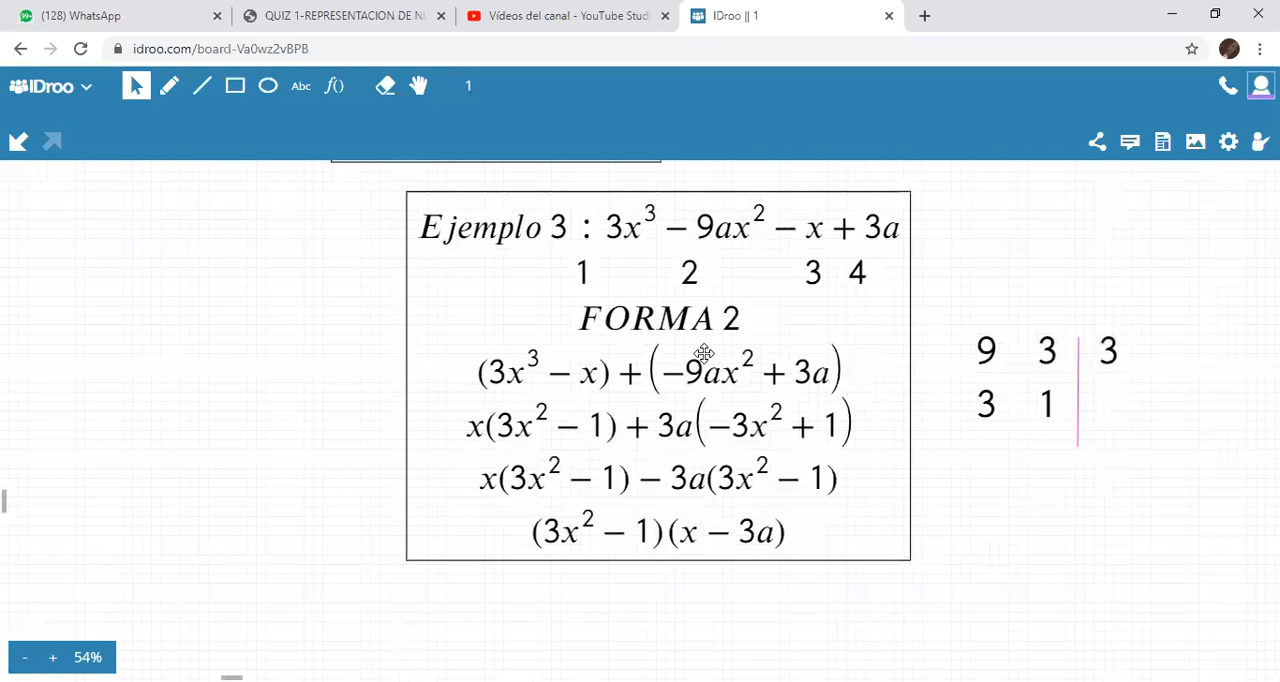 (128) WhatsApp
QUIZ 1-REPRESENTACION DE NU
Vídeos del canal - YouTube Studi
IDroo || 1
idroo.com/board-Va0wz2vBPB
IDroo
Abc
f()
1
Ejemplo 3 : 3x³ − 9ax² − x + 3a
1 2 3 4
FORMA 2
(3x³ − x) + (−9ax² + 3a)
x(3x² − 1) + 3a(−3x² + 1)
x(3x² − 1) − 3a(3x² − 1)
(3x² − 1)(x − 3a)
9 3 | 3
3 1 |
- + 54%